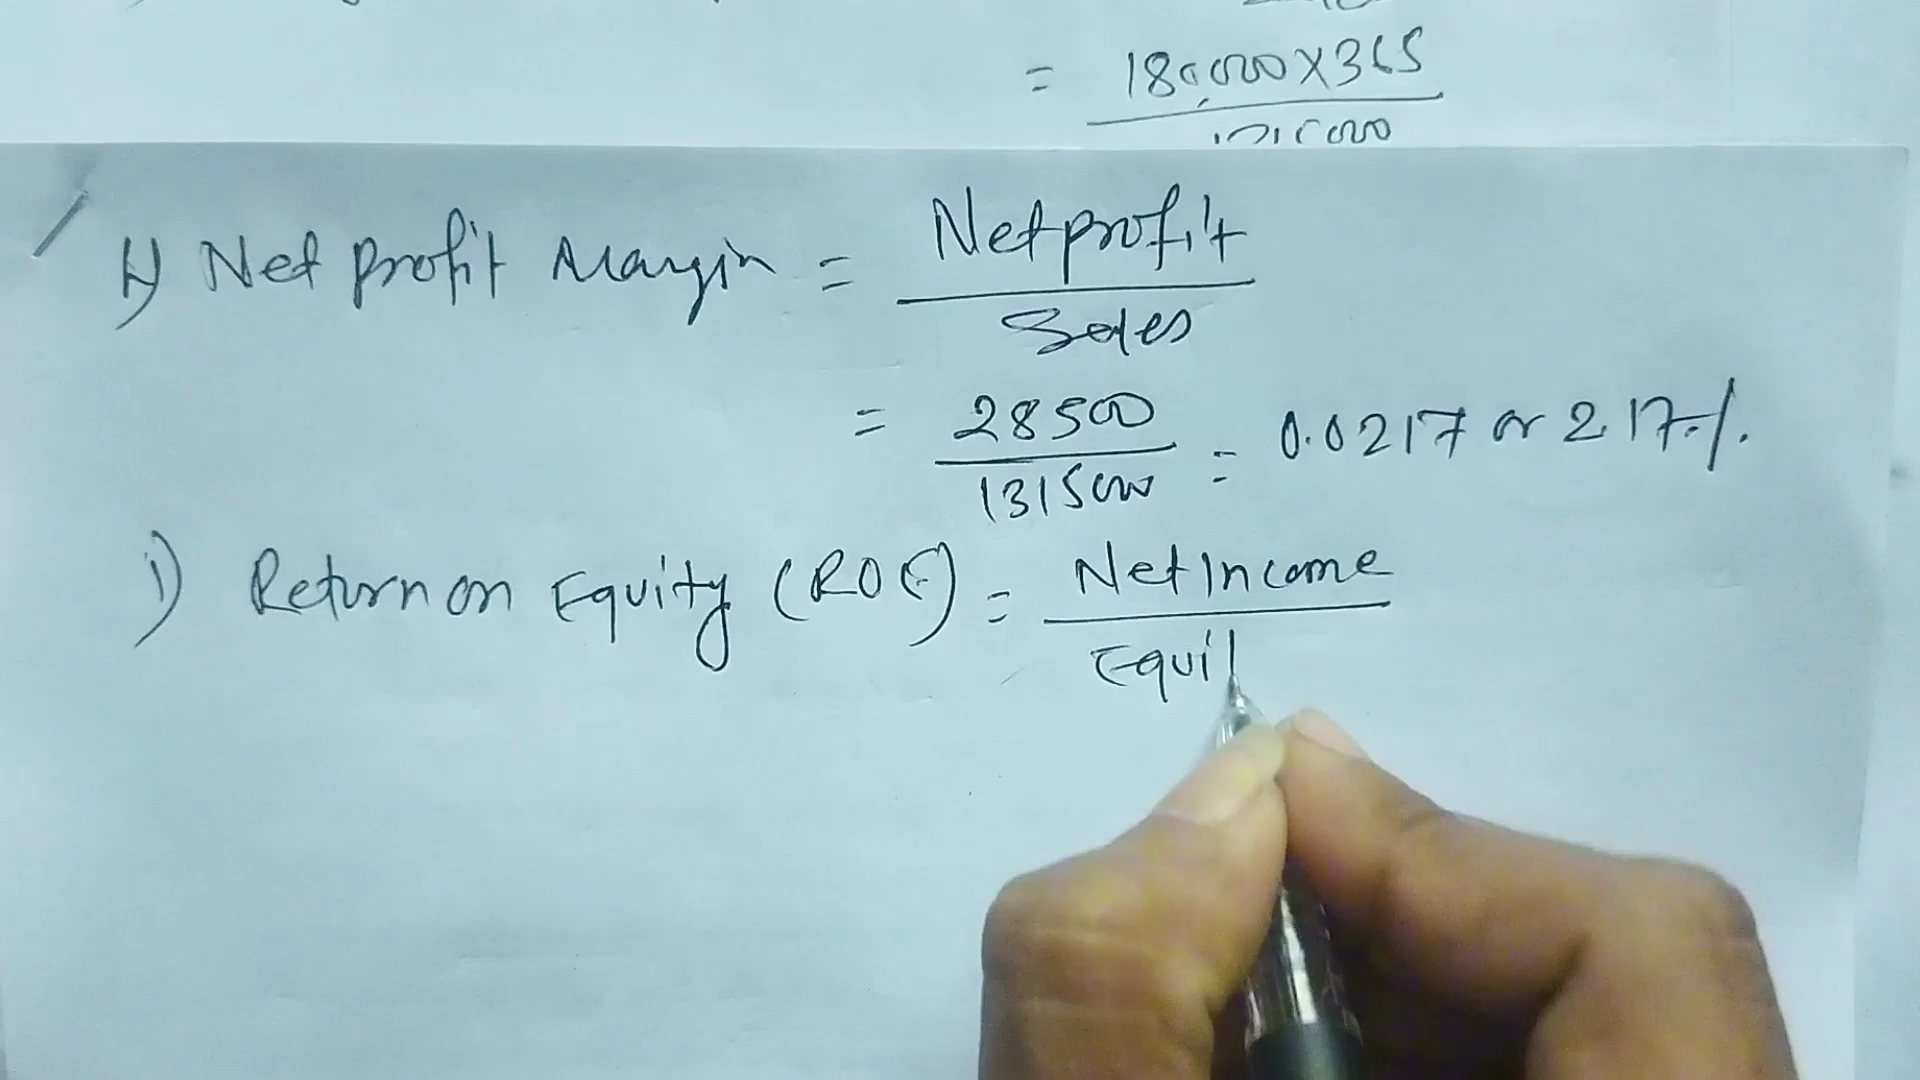 = 180,000 X 365
H) Net Profit Margin = Net profit
Sales
= 28500
1315000 = 0.0217 or 2.17%.
i) Return on Equity (ROE) = Net Income
Equit